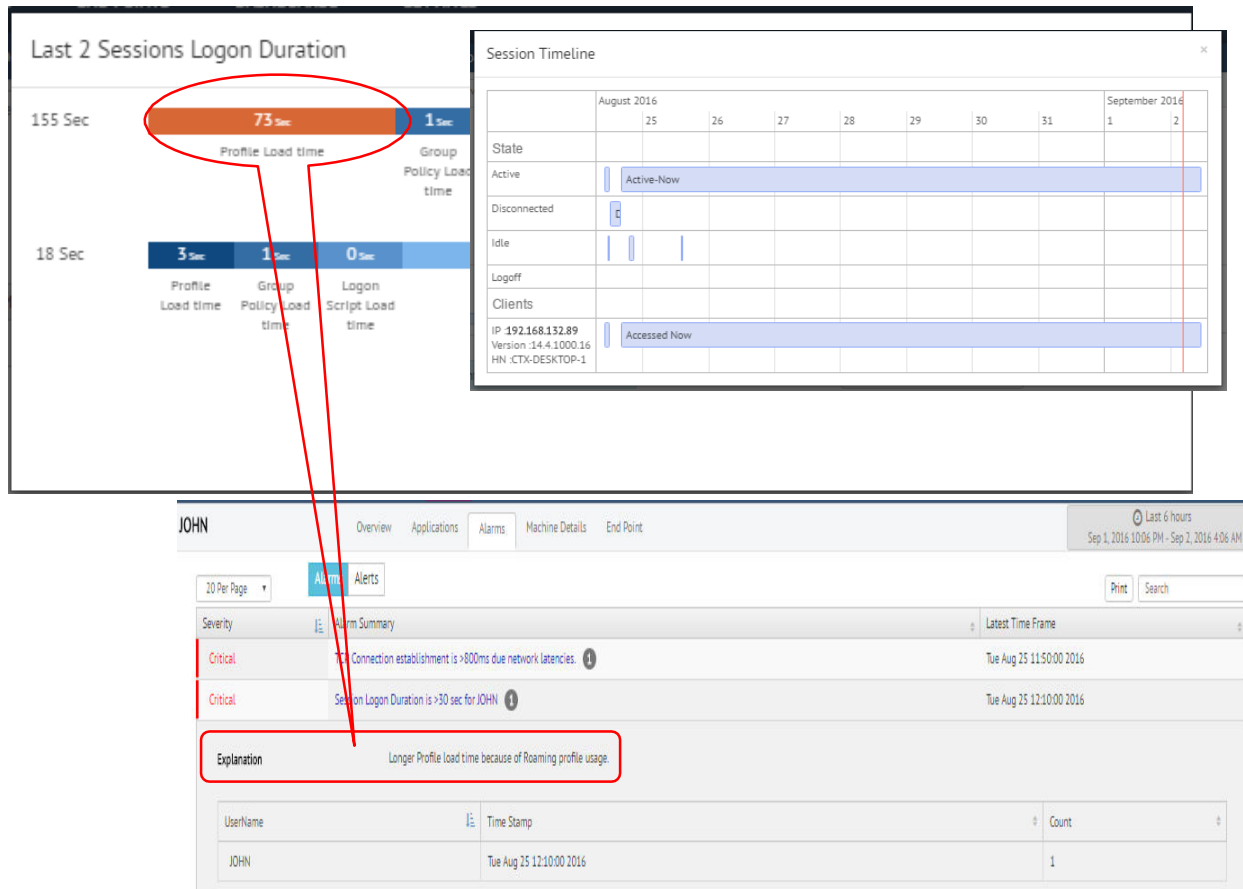 Last 2 Sessions Logon Duration
155 Sec
73 Sec
1 Sec
Profile Load time
Group
Policy Load
time
18 Sec
3 Sec
1 Sec
0 Sec
Profile
Load time
Group
Policy Load
time
Logon
Script Load
time
Session Timeline
×
August 2016
September 2016
25 26 27 28 29 30 31 1 2
State
Active
Active-Now
Disconnected
Idle
Logoff
Clients
IP :192.168.132.89
Version :14.4.1000.16
HN :CTX-DESKTOP-1
Accessed Now
JOHN
Overview Applications Alarms Machine Details End Point
Last 6 hours
Sep 1, 2016 10:06 PM - Sep 2, 2016 4:06 AM
20 Per Page
Alarms Alerts
Print Search
Severity Alarm Summary Latest Time Frame
Critical TCP Connection establishment is >800ms due network latencies. 1 Tue Aug 25 11:50:00 2016
Critical Session Logon Duration is >30 sec for JOHN 1 Tue Aug 25 12:10:00 2016
Explanation Longer Profile load time because of Roaming profile usage.
UserName Time Stamp Count
JOHN Tue Aug 25 12:10:00 2016 1